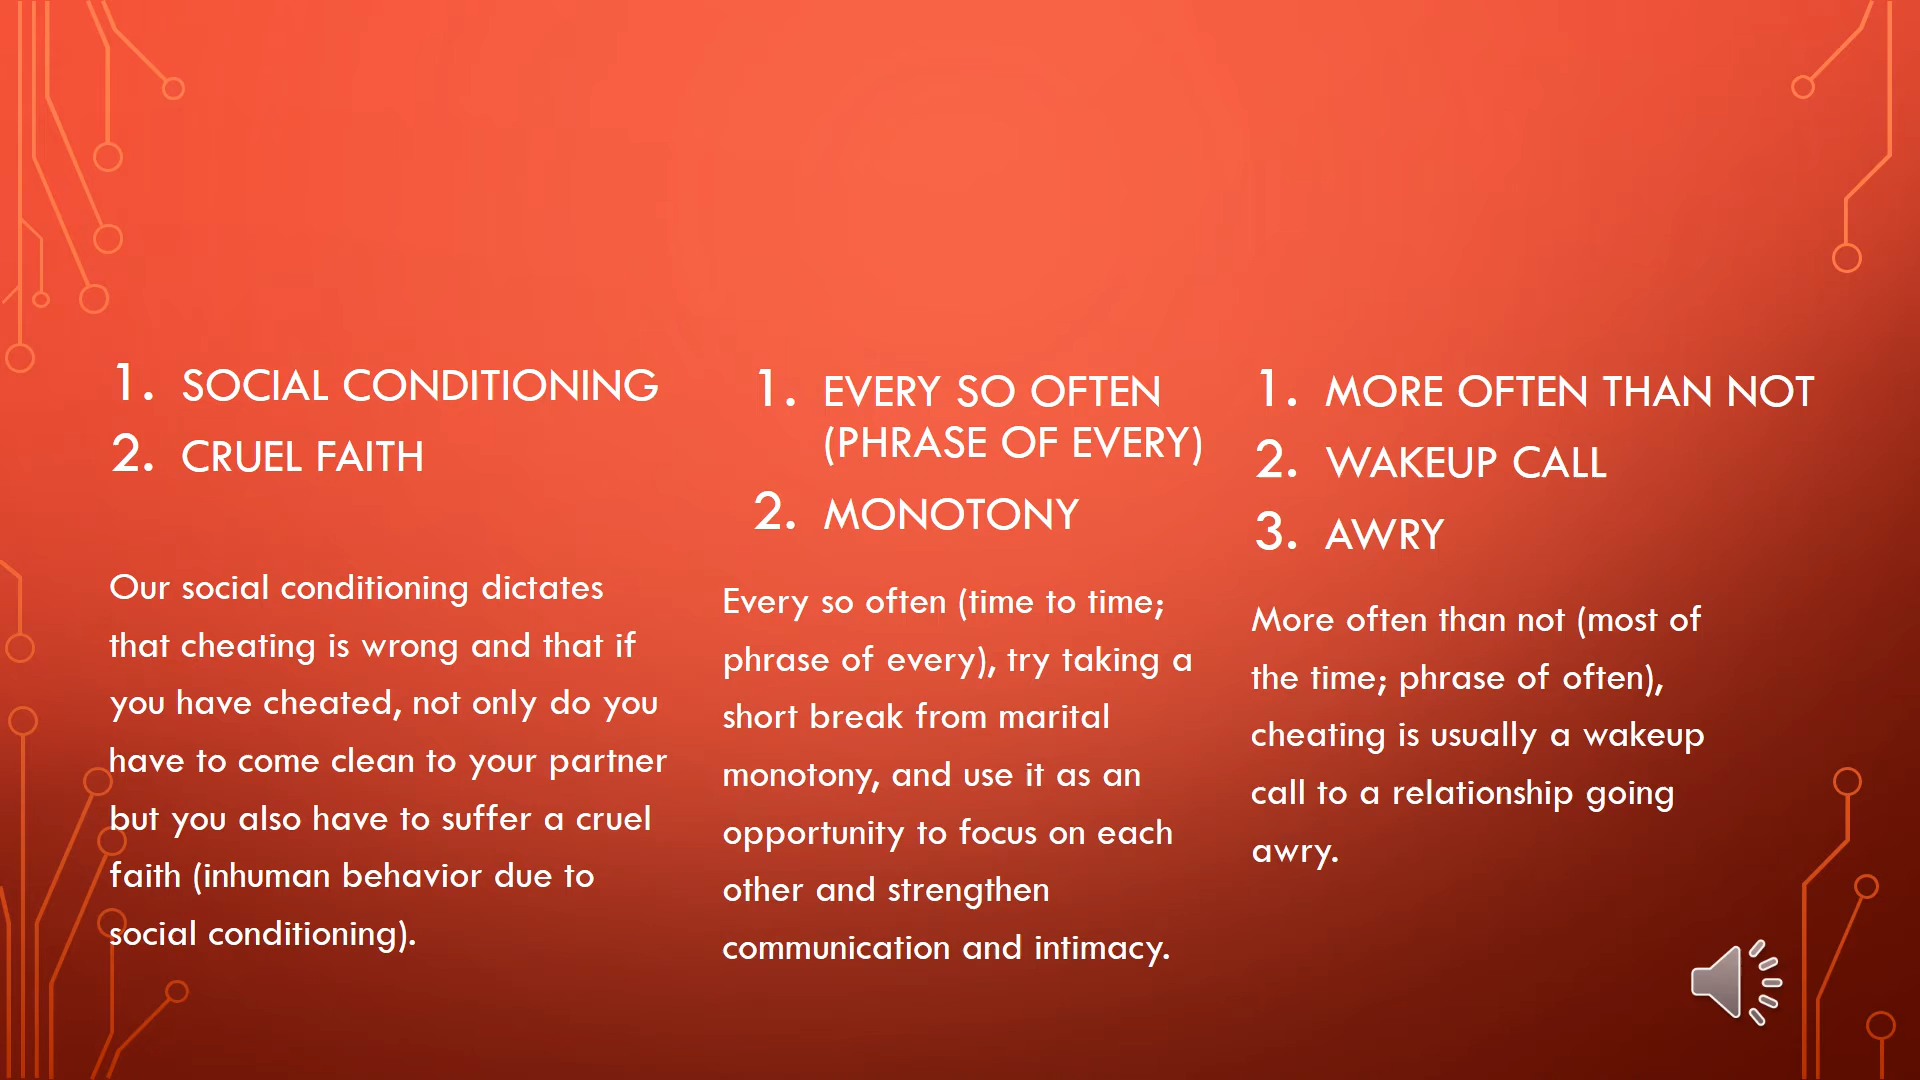 1. SOCIAL CONDITIONING
2. CRUEL FAITH
Our social conditioning dictates
that cheating is wrong and that if
you have cheated, not only do you
have to come clean to your partner
but you also have to suffer a cruel
faith (inhuman behavior due to
social conditioning).
1. EVERY SO OFTEN
(PHRASE OF EVERY)
2. MONOTONY
Every so often (time to time;
phrase of every), try taking a
short break from marital
monotony, and use it as an
opportunity to focus on each
other and strengthen
communication and intimacy.
1. MORE OFTEN THAN NOT
2. WAKEUP CALL
3. AWRY
More often than not (most of
the time; phrase of often),
cheating is usually a wakeup
call to a relationship going
awry.